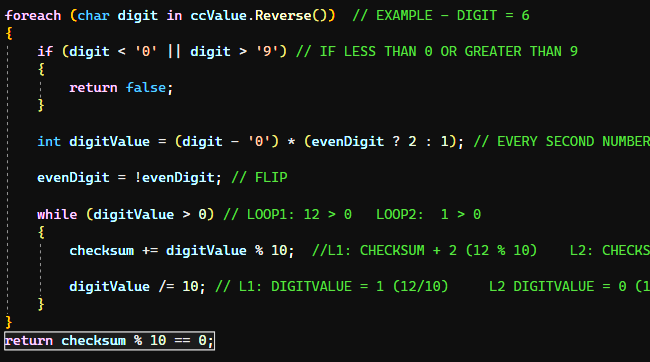 foreach (char digit in ccValue.Reverse())  // EXAMPLE - DIGIT = 6
{
    if (digit < '0' || digit > '9') // IF LESS THAN 0 OR GREATER THAN 9
    {
        return false;
    }
    int digitValue = (digit - '0') * (evenDigit ? 2 : 1); // EVERY SECOND NUMBER
    evenDigit = !evenDigit; // FLIP
    while (digitValue > 0) // LOOP1: 12 > 0   LOOP2:  1 > 0
    {
        checksum += digitValue % 10;  //L1: CHECKSUM + 2 (12 % 10)    L2: CHECKS
        digitValue /= 10; // L1: DIGITVALUE = 1 (12/10)     L2 DIGITVALUE = 0 (1
    }
}
return checksum % 10 == 0;